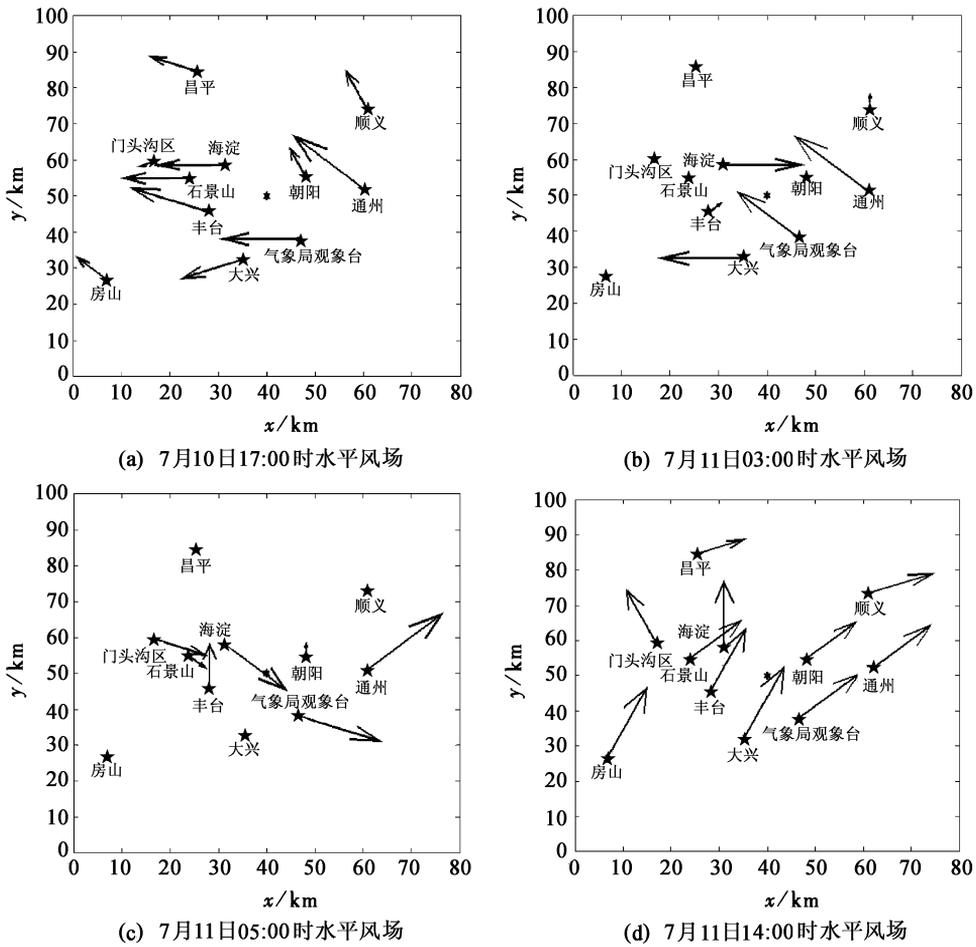 100
90
80
70
60
50
40
30
20
10
0
y/km
昌平
顺义
门头沟区
海淀
石景山
朝阳
通州
丰台
气象局观象台
大兴
房山
0 10 20 30 40 50 60 70 80
x/km
(a) 7月10日17:00时水平风场
100
90
80
70
60
50
40
30
20
10
0
y/km
昌平
顺义
门头沟区
海淀
石景山
朝阳
通州
丰台
气象局观象台
大兴
房山
0 10 20 30 40 50 60 70 80
x/km
(b) 7月11日03:00时水平风场
100
90
80
70
60
50
40
30
20
10
0
y/km
昌平
顺义
海淀
门头沟区
石景山
朝阳
通州
丰台
气象局观象台
大兴
房山
0 10 20 30 40 50 60 70 80
x/km
(c) 7月11日05:00时水平风场
100
90
80
70
60
50
40
30
20
10
0
y/km
昌平
顺义
海淀
门头沟区
石景山
朝阳
通州
丰台
气象局观象台
大兴
房山
0 10 20 30 40 50 60 70 80
x/km
(d) 7月11日14:00时水平风场